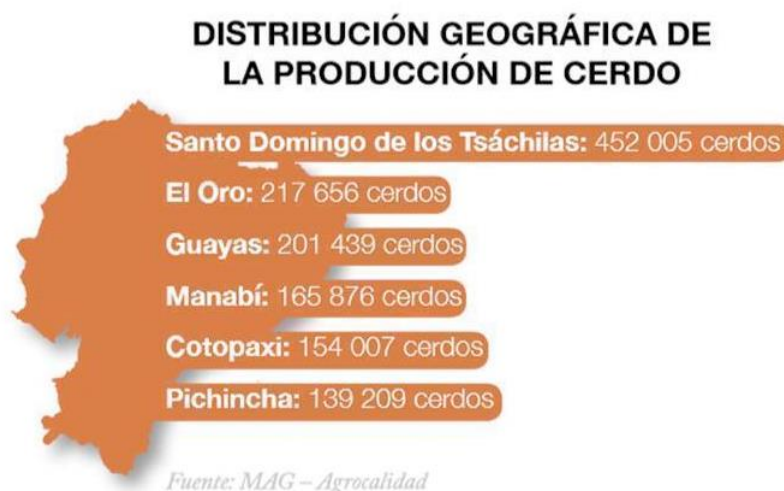 DISTRIBUCIÓN GEOGRÁFICA DE
LA PRODUCCIÓN DE CERDO
Santo Domingo de los Tsáchilas: 452 005 cerdos
El Oro: 217 656 cerdos
Guayas: 201 439 cerdos
Manabí: 165 876 cerdos
Cotopaxi: 154 007 cerdos
Pichincha: 139 209 cerdos
Fuente: MAG – Agrocalidad